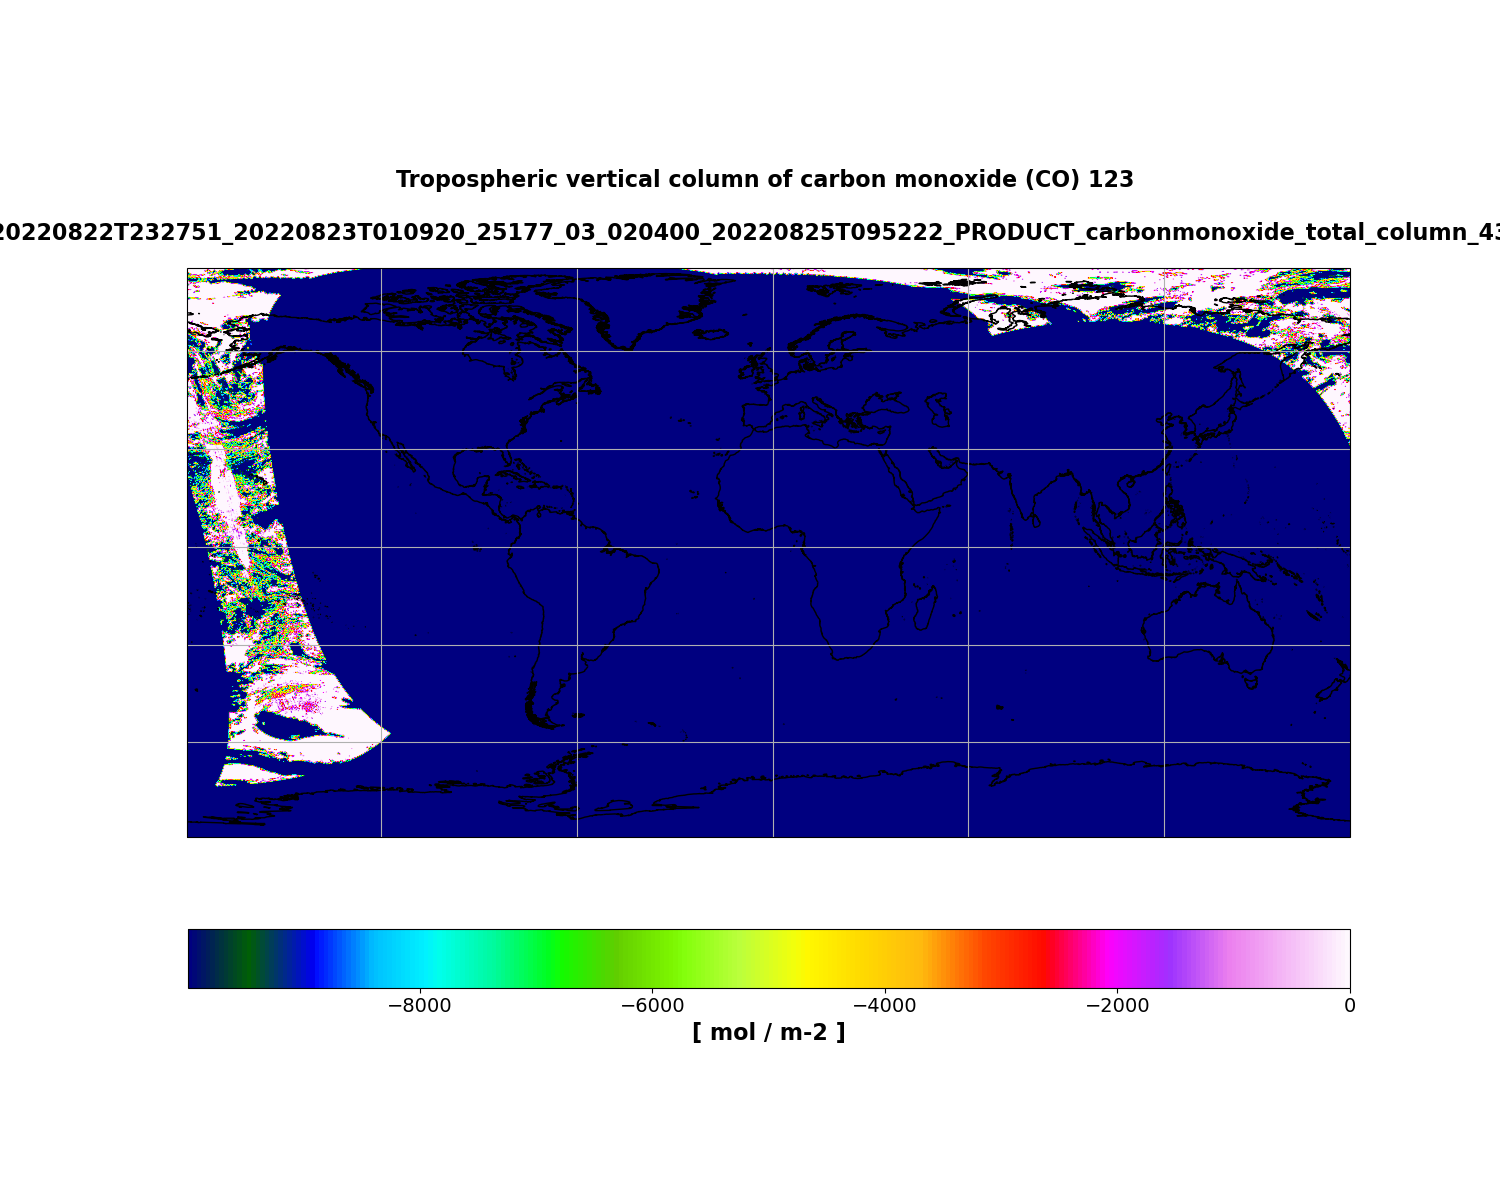 Tropospheric vertical column of carbon monoxide (CO) 123
20220822T232751_20220823T010920_25177_03_020400_20220825T095222_PRODUCT_carbonmonoxide_total_column_43
−8000 −6000 −4000 −2000 0
[ mol / m-2 ]